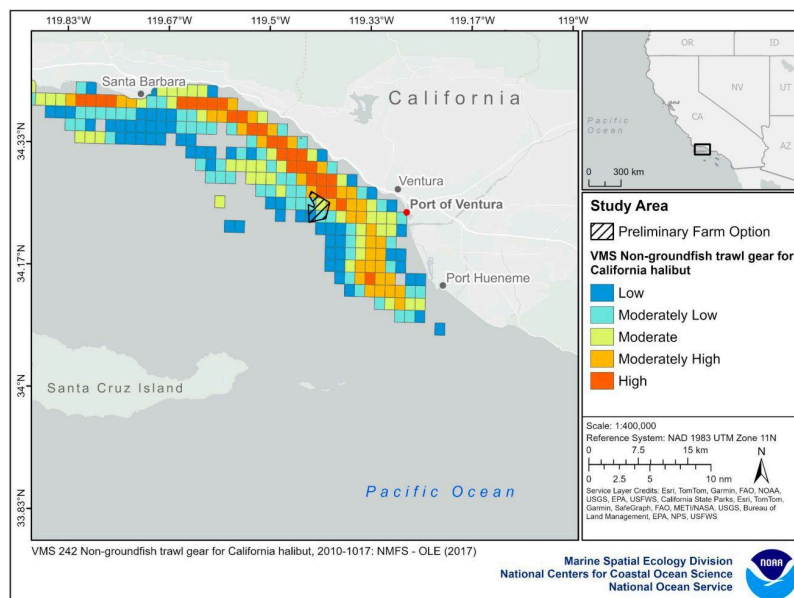 119.83°W 119.67°W 119.5°W 119.33°W 119.17°W 119°W
34.33°N
34.17°N
34°N
33.83°N
Santa Barbara
California
Ventura
Port of Ventura
Port Hueneme
Santa Cruz Island
Pacific Ocean
OR ID
NV UT
CA
AZ
Pacific
Ocean
0 300 km
Study Area
Preliminary Farm Option
VMS Non-groundfish trawl gear for
California halibut
Low
Moderately Low
Moderate
Moderately High
High
Scale: 1:400,000
Reference System: NAD 1983 UTM Zone 11N
0 7.5 15 km
N
0 2.5 5 10 nm
Service Layer Credits: Esri, TomTom, Garmin, FAO, NOAA,
USGS, EPA, USFWS, California State Parks, Esri, TomTom,
Garmin, SafeGraph, FAO, METI/NASA, USGS, Bureau of
Land Management, EPA, NPS, USFWS
VMS 242 Non-groundfish trawl gear for California halibut, 2010-1017: NMFS - OLE (2017)
Marine Spatial Ecology Division
National Centers for Coastal Ocean Science
National Ocean Service
NOAA